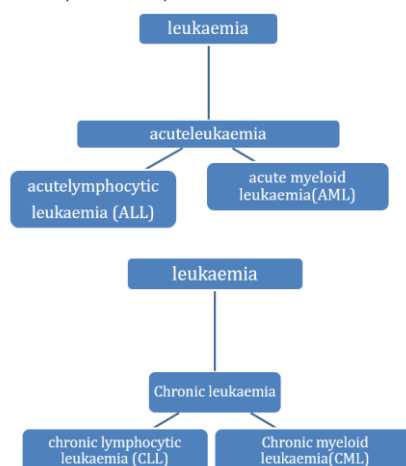 leukaemia
acuteleukaemia
acutelymphocytic
leukaemia (ALL)
acute myeloid
leukaemia(AML)
leukaemia
Chronic leukaemia
chronic lymphocytic
leukaemia (CLL)
Chronic myeloid
leukaemia(CML)